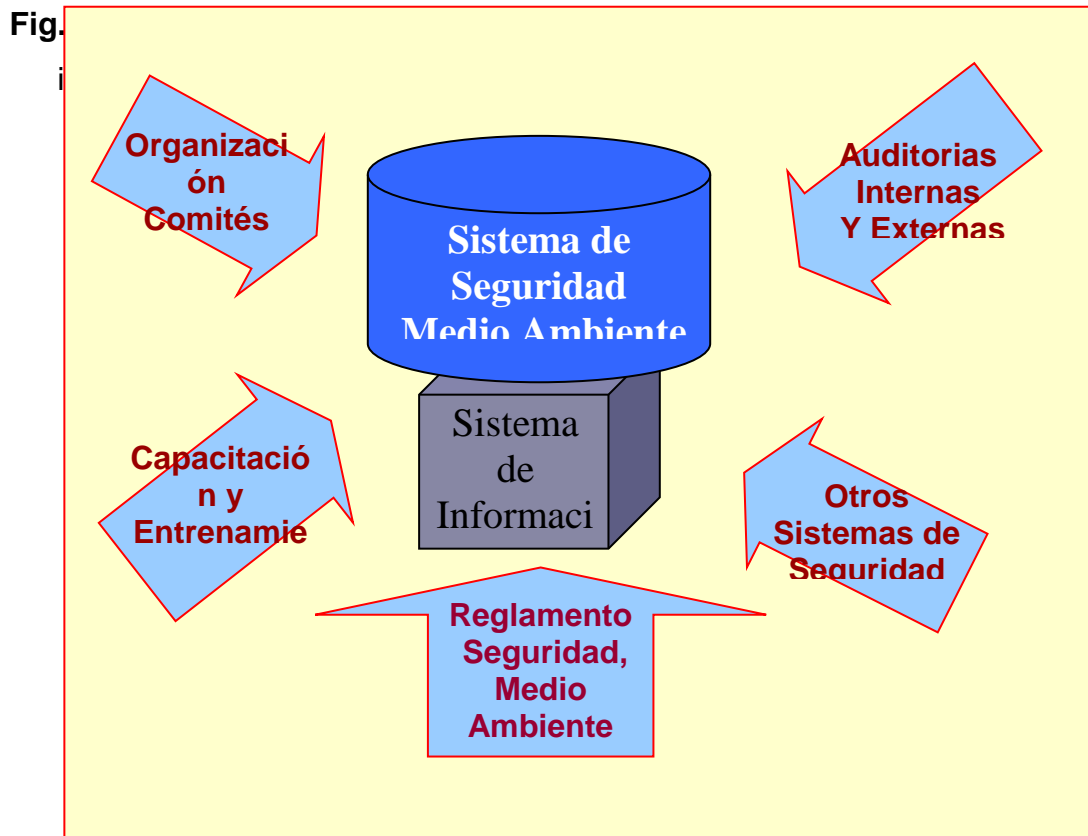 Fig.
i
Organizaci
ón
Comités
Auditorias
Internas
Y Externas
Sistema de
Seguridad
Medio Ambiente
Sistema
de
Informaci
Capacitació
n y
Entrenamie
Otros
Sistemas de
Seguridad
Reglamento
Seguridad,
Medio
Ambiente